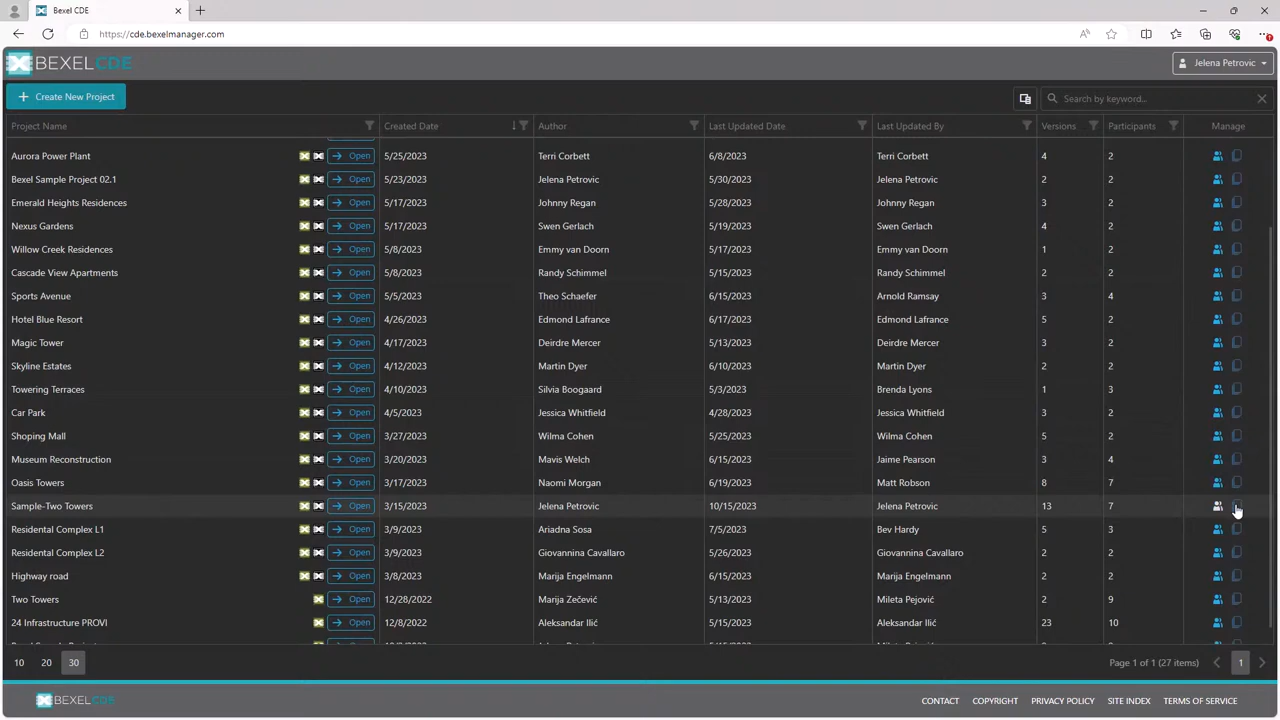 Bexel CDE
https://cde.bexelmanager.com
BEXELCDE
Jelena Petrovic
Create New Project
Search by keyword...
Project Name Created Date Author Last Updated Date Last Updated By Versions Participants Manage
Aurora Power Plant Open 5/25/2023 Terri Corbett 6/8/2023 Terri Corbett 4 2
Bexel Sample Project 02.1 Open 5/23/2023 Jelena Petrovic 5/30/2023 Jelena Petrovic 2 2
Emerald Heights Residences Open 5/17/2023 Johnny Regan 5/28/2023 Johnny Regan 3 2
Nexus Gardens Open 5/17/2023 Swen Gerlach 5/19/2023 Swen Gerlach 4 2
Willow Creek Residences Open 5/8/2023 Emmy van Doorn 5/17/2023 Emmy van Doorn 1 2
Cascade View Apartments Open 5/8/2023 Randy Schimmel 5/15/2023 Randy Schimmel 2 2
Sports Avenue Open 5/5/2023 Theo Schaefer 6/15/2023 Arnold Ramsay 3 4
Hotel Blue Resort Open 4/26/2023 Edmond Lafrance 6/17/2023 Edmond Lafrance 5 2
Magic Tower Open 4/17/2023 Deirdre Mercer 5/13/2023 Deirdre Mercer 3 2
Skyline Estates Open 4/12/2023 Martin Dyer 6/10/2023 Martin Dyer 2 2
Towering Terraces Open 4/10/2023 Silvia Boogaard 5/3/2023 Brenda Lyons 1 3
Car Park Open 4/5/2023 Jessica Whitfield 4/28/2023 Jessica Whitfield 3 2
Shoping Mall Open 3/27/2023 Wilma Cohen 5/25/2023 Wilma Cohen 5 2
Museum Reconstruction Open 3/20/2023 Mavis Welch 6/15/2023 Jaime Pearson 3 4
Oasis Towers Open 3/17/2023 Naomi Morgan 6/19/2023 Matt Robson 8 7
Sample-Two Towers Open 3/15/2023 Jelena Petrovic 10/15/2023 Jelena Petrovic 13 7
Residental Complex L1 Open 3/9/2023 Ariadna Sosa 7/5/2023 Bev Hardy 5 3
Residental Complex L2 Open 3/9/2023 Giovannina Cavallaro 5/26/2023 Giovannina Cavallaro 2 2
Highway road Open 3/8/2023 Marija Engelmann 6/15/2023 Marija Engelmann 2 2
Two Towers Open 12/28/2022 Marija Zečević 5/13/2023 Mileta Pejović 2 9
24 Infrastructure PROVI Open 12/8/2022 Aleksandar Ilić 5/15/2023 Aleksandar Ilić 23 10
10 20 30 Page 1 of 1 (27 items) 1
BEXELCDE CONTACT COPYRIGHT PRIVACY POLICY SITE INDEX TERMS OF SERVICE